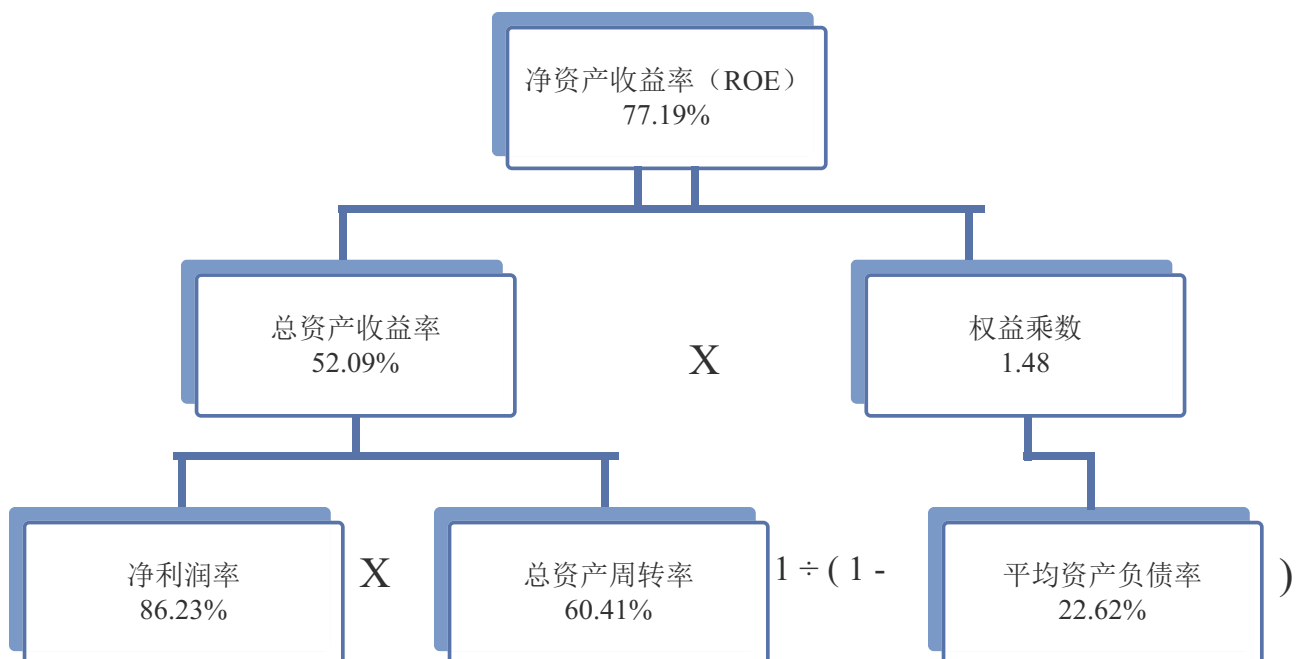 净资产收益率（ROE）
77.19%
总资产收益率
52.09%
X
权益乘数
1.48
净利润率
86.23%
X
总资产周转率
60.41%
1 ÷ ( 1 -
平均资产负债率
22.62%
)